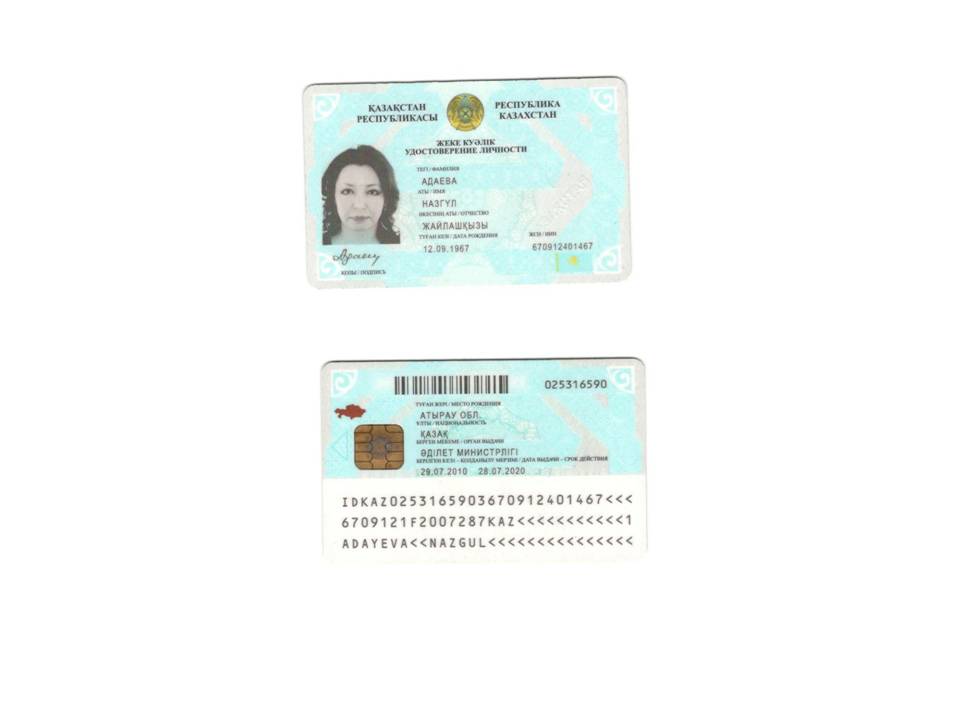 ҚАЗАҚСТАН РЕСПУБЛИКАСЫ
РЕСПУБЛИКА КАЗАХСТАН
ЖЕКЕ КУӘЛІК
УДОСТОВЕРЕНИЕ ЛИЧНОСТИ
ТЕГІ / ФАМИЛИЯ
АДАЕВА
АТЫ / ИМЯ
НАЗГҮЛ
ӘКЕСІНІҢ АТЫ / ОТЧЕСТВО
ЖАЙЛАШҚЫЗЫ
ТУҒАН КЕЗІ / ДАТА РОЖДЕНИЯ
ЖСН / ИИН
12.09.1967
670912401467
ҚОЛЫ / ПОДПИСЬ
025316590
ТУҒАН ЖЕРІ / МЕСТО РОЖДЕНИЯ
АТЫРАУ ОБЛ.
ҰЛТЫ / НАЦИОНАЛЬНОСТЬ
ҚАЗАҚ
БЕРГЕН МЕКЕМЕ / ОРГАН ВЫДАЧИ
ӘДІЛЕТ МИНИСТРЛІГІ
БЕРІЛГЕН КЕЗІ – ҚОЛДАНЫЛУ МЕРЗІМІ / ДАТА ВЫДАЧИ – СРОК ДЕЙСТВИЯ
29.07.2010 28.07.2020
IDKAZ0253165903670912401467<<<
6709121F2007287KAZ<<<<<<<<<<<1
ADAYEVA<<NAZGUL<<<<<<<<<<<<<<<